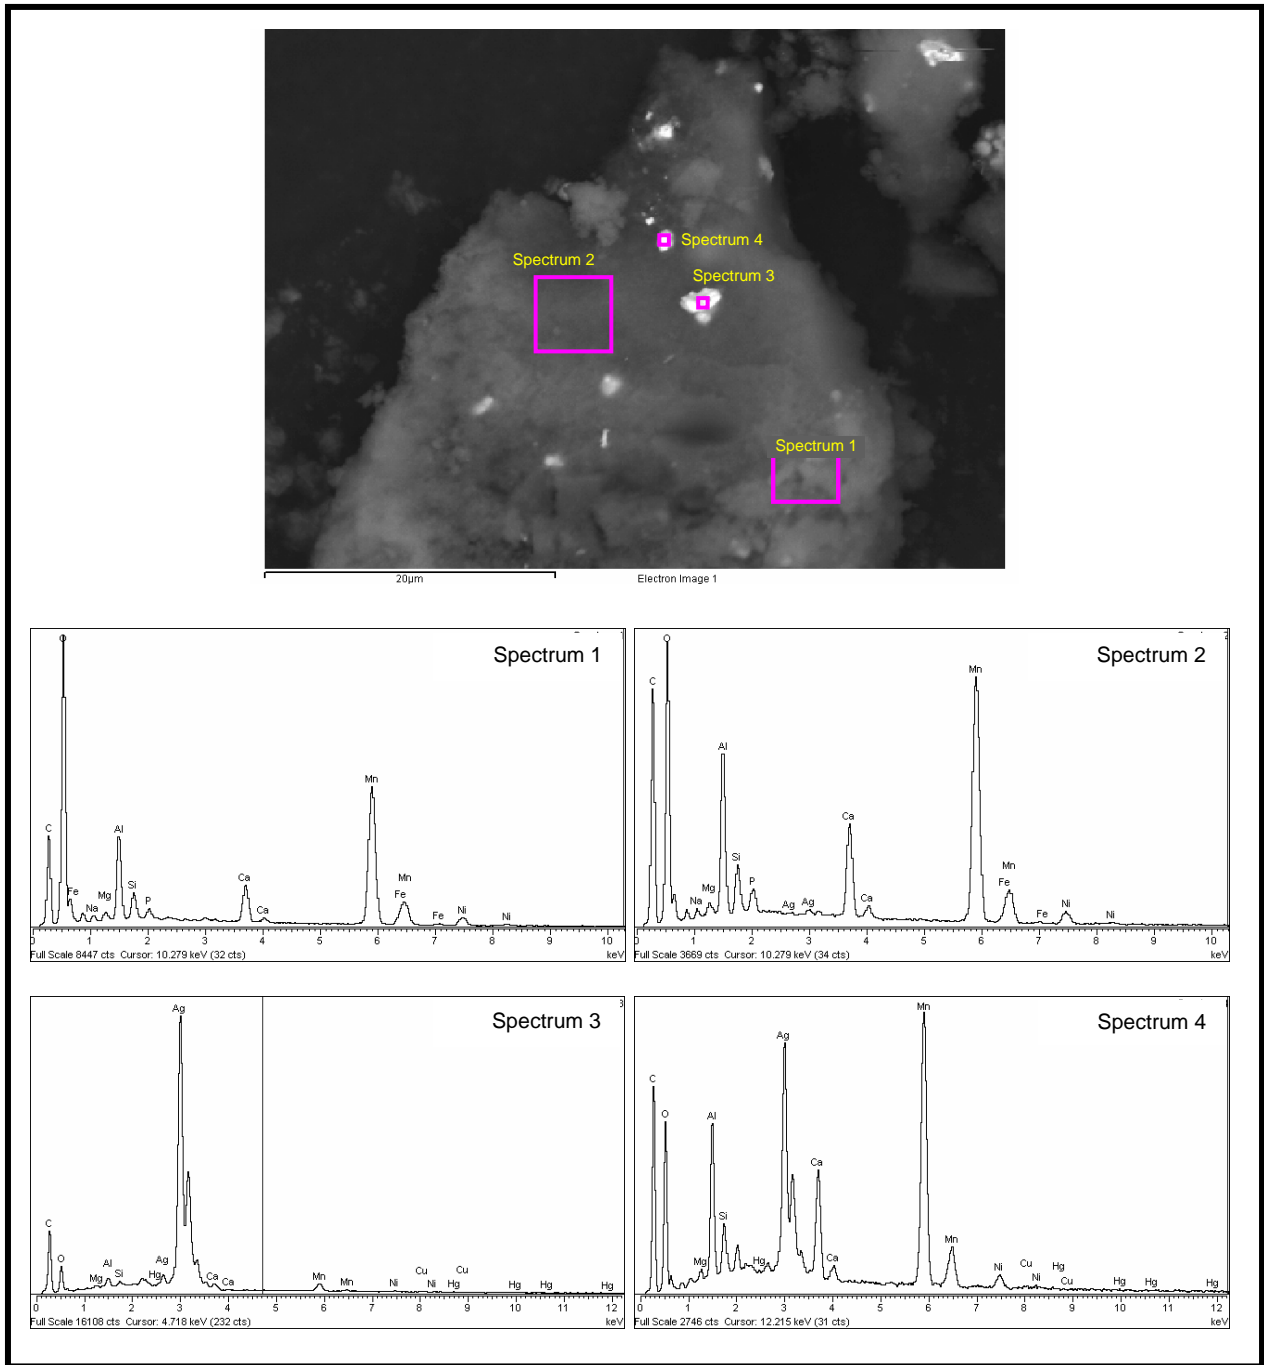 Spectrum 4
Spectrum 2
Spectrum 3
Spectrum 1
20µm Electron Image 1
Spectrum 1
O
Mn
C Al
Ca Mn
Fe Mg Si Fe
Na P Ca Fe Ni Ni
0 1 2 3 4 5 6 7 8 9 10
Full Scale 8447 cts Cursor: 10.279 keV (32 cts) keV
Spectrum 2
O
Mn
C
Al
Ca
Si Mn
Mg P Fe
Na Ag Ag Ca Fe Ni Ni
0 1 2 3 4 5 6 7 8 9 10
Full Scale 3669 cts Cursor: 10.279 keV (34 cts) keV
Spectrum 3
Ag
C
O Al Ag Cu Cu
Mg Si Hg Ca Ca Mn Mn Ni Ni Hg Hg Hg Hg
0 1 2 3 4 5 6 7 8 9 10 11 12
Full Scale 16108 cts Cursor: 4.718 keV (232 cts) keV
Spectrum 4
Mn
Ag
C
O Al
Ca
Si
Mn
Mg Hg Ca Ni Cu Ni Hg Cu Hg Hg Hg
0 1 2 3 4 5 6 7 8 9 10 11 12
Full Scale 2746 cts Cursor: 12.215 keV (31 cts) keV